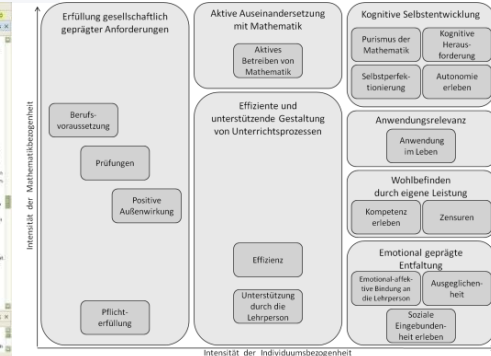 Erfüllung gesellschaftlich
geprägter Anforderungen
Berufs-
voraussetzung
Prüfungen
Positive
Außenwirkung
Pflicht-
erfüllung
Aktive Auseinandersetzung
mit Mathematik
Aktives
Betreiben von
Mathematik
Effiziente und
unterstützende Gestaltung
von Unterrichtsprozessen
Effizienz
Unterstützung
durch die
Lehrperson
Kognitive Selbstentwicklung
Purismus der
Mathematik
Kognitive
Heraus-
forderung
Selbstperfek-
tionierung
Autonomie
erleben
Anwendungsrelevanz
Anwendung
im Leben
Wohlbefinden
durch eigene Leistung
Kompetenz
erleben
Zensuren
Emotional geprägte
Entfaltung
Emotional-affek-
tive Bindung an
die Lehrperson
Ausgeglichen-
heit
Soziale
Eingebunden-
heit erleben
Intensität der Mathematikbezogenheit
Intensität der Individuumsbezogenheit